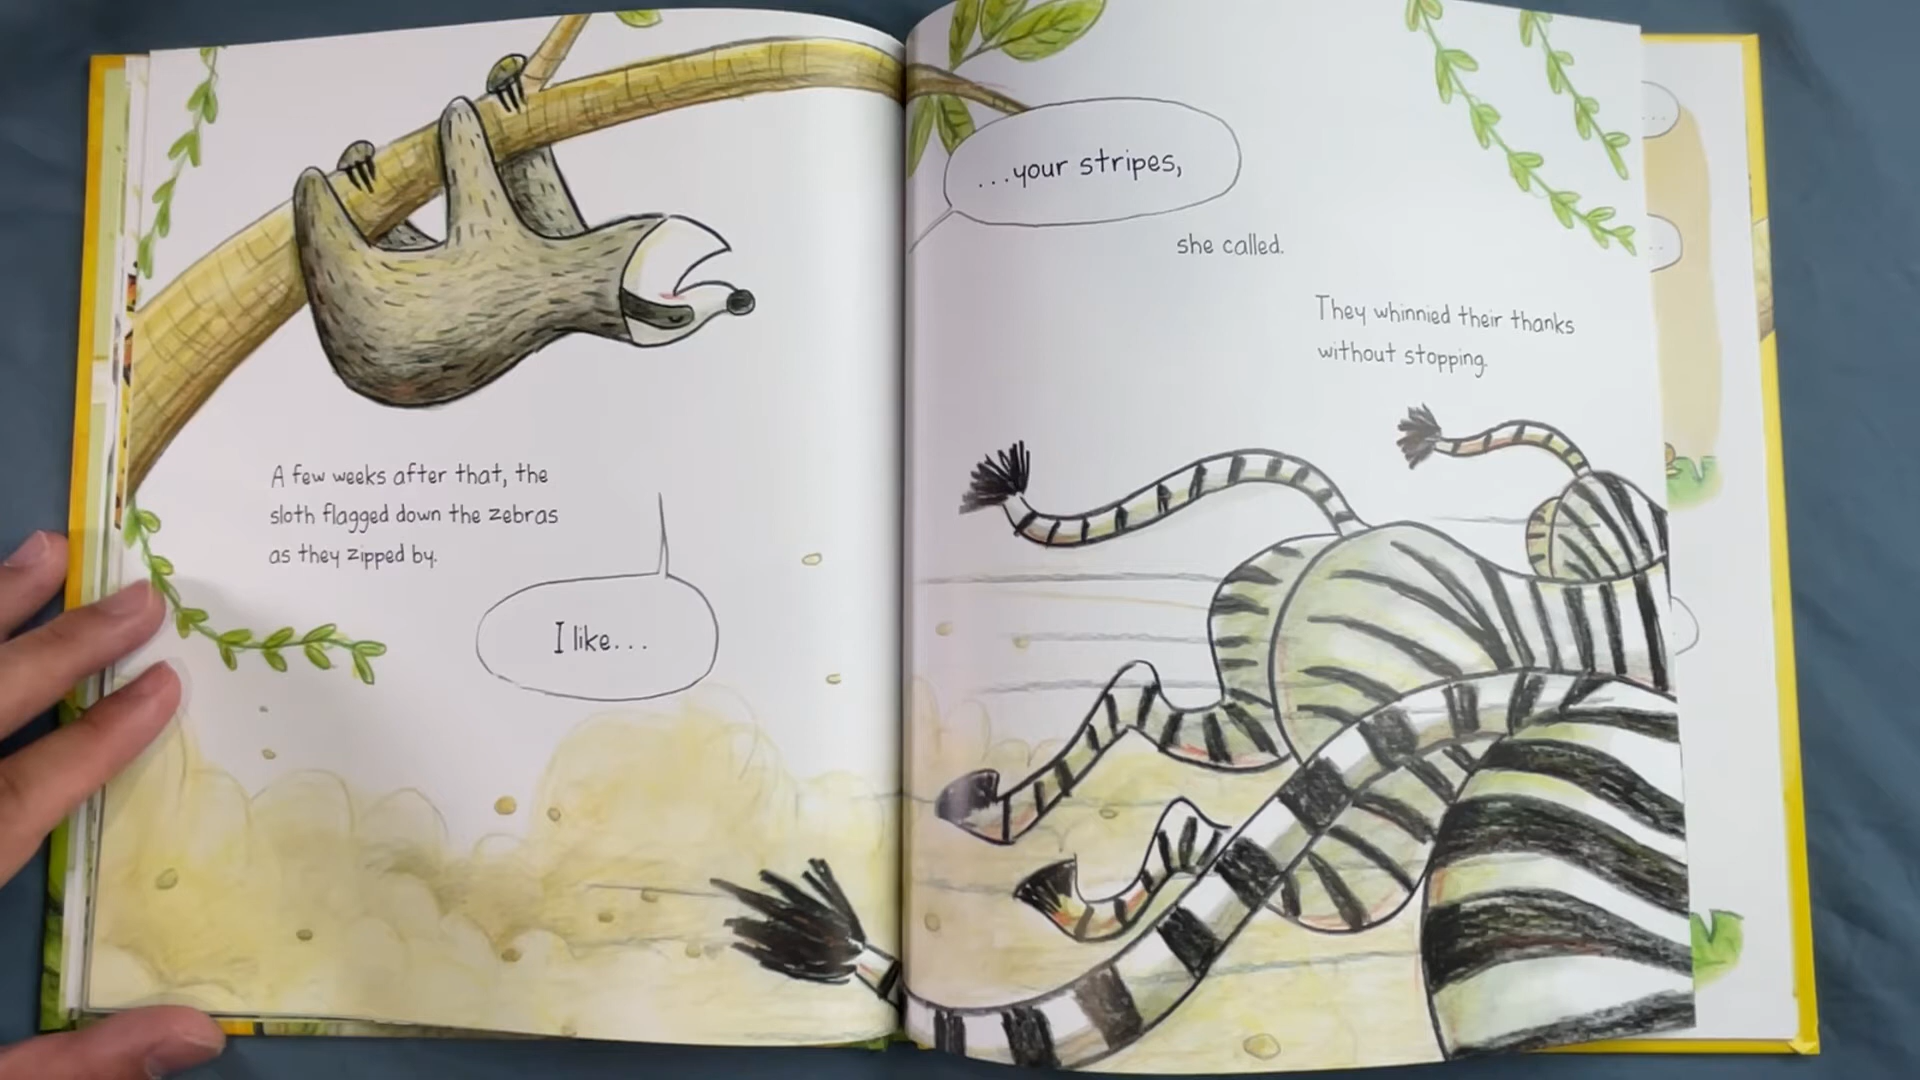 A few weeks after that, the
sloth flagged down the zebras
as they zipped by.
I like...
...your stripes,
she called.
They whinnied their thanks
without stopping.